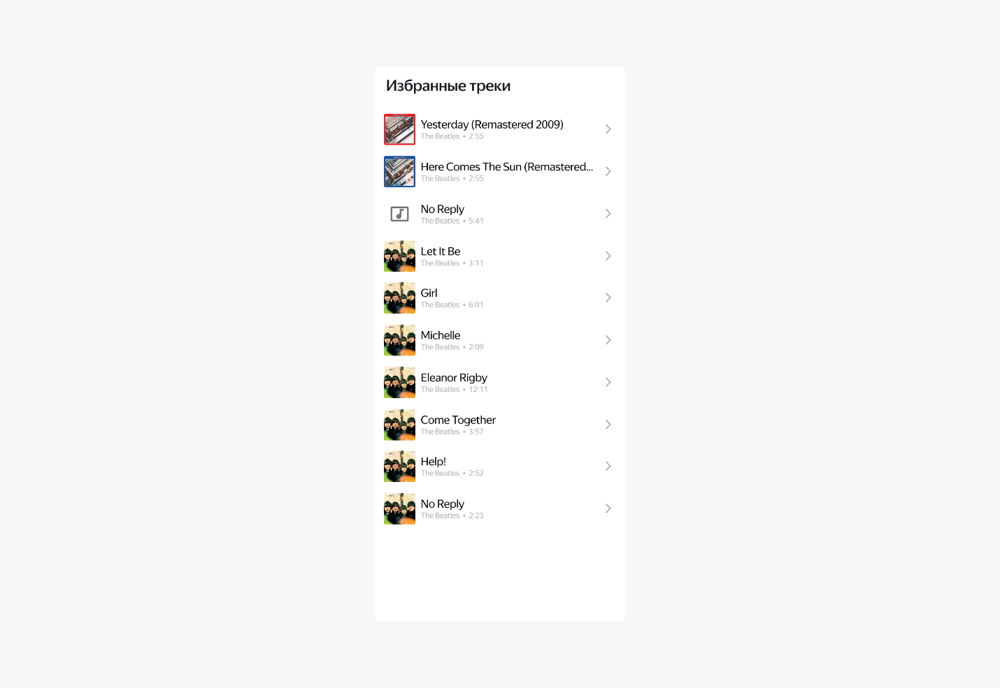 Избранные треки
Yesterday (Remastered 2009)
The Beatles • 2:55
Here Comes The Sun (Remastered...
The Beatles • 2:55
No Reply
The Beatles • 5:41
Let It Be
The Beatles • 3:11
Girl
The Beatles • 6:01
Michelle
The Beatles • 2:09
Eleanor Rigby
The Beatles • 12:11
Come Together
The Beatles • 3:57
Help!
The Beatles • 2:52
No Reply
The Beatles • 2:23